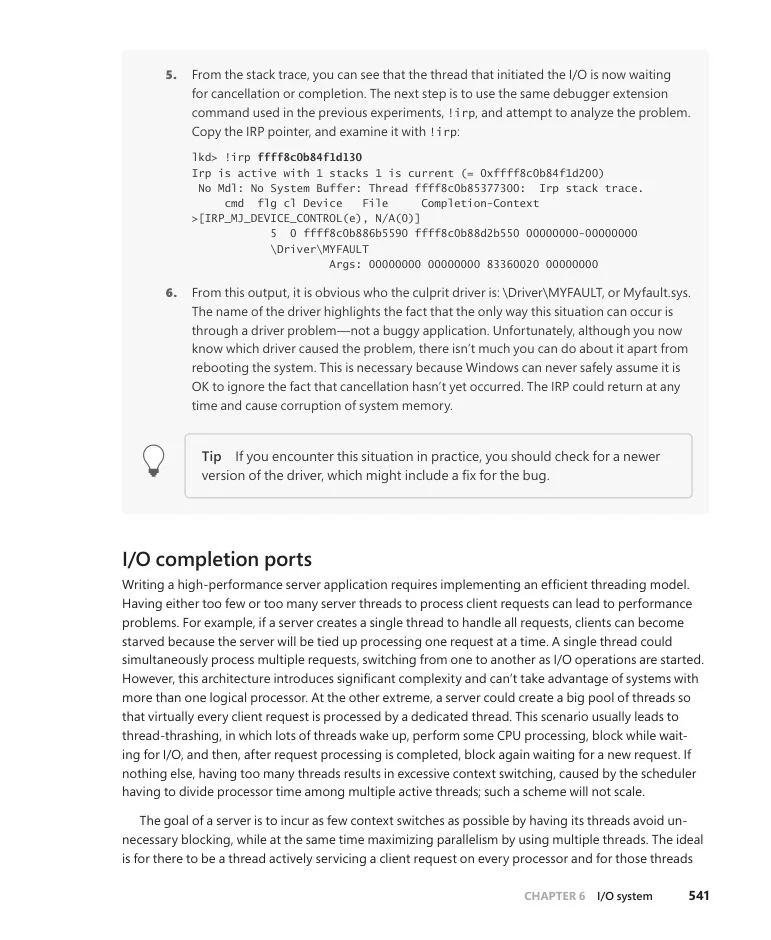 5. From the stack trace, you can see that the thread that initiated the I/O is now waiting
for cancellation or completion. The next step is to use the same debugger extension
command used in the previous experiments, !irp, and attempt to analyze the problem.
Copy the IRP pointer, and examine it with !irp:
lkd> !irp ffff8c0b84f1d130
Irp is active with 1 stacks 1 is current (= 0xffff8c0b84f1d200)
No Mdl: No System Buffer: Thread ffff8c0b85377300: Irp stack trace.
cmd flg cl Device File Completion-Context
>[IRP_MJ_DEVICE_CONTROL(e), N/A(0)]
5 0 ffff8c0b886b5590 ffff8c0b88d2b550 00000000-00000000
\Driver\MYFAULT
Args: 00000000 00000000 83360020 00000000
6. From this output, it is obvious who the culprit driver is: \Driver\MYFAULT, or Myfault.sys.
The name of the driver highlights the fact that the only way this situation can occur is
through a driver problem—not a buggy application. Unfortunately, although you now
know which driver caused the problem, there isn't much you can do about it apart from
rebooting the system. This is necessary because Windows can never safely assume it is
OK to ignore the fact that cancellation hasn't yet occurred. The IRP could return at any
time and cause corruption of system memory.
Tip If you encounter this situation in practice, you should check for a newer
version of the driver, which might include a fix for the bug.
I/O completion ports
Writing a high-performance server application requires implementing an efficient threading model.
Having either too few or too many server threads to process client requests can lead to performance
problems. For example, if a server creates a single thread to handle all requests, clients can become
starved because the server will be tied up processing one request at a time. A single thread could
simultaneously process multiple requests, switching from one to another as I/O operations are started.
However, this architecture introduces significant complexity and can't take advantage of systems with
more than one logical processor. At the other extreme, a server could create a big pool of threads so
that virtually every client request is processed by a dedicated thread. This scenario usually leads to
thread-thrashing, in which lots of threads wake up, perform some CPU processing, block while wait-
ing for I/O, and then, after request processing is completed, block again waiting for a new request. If
nothing else, having too many threads results in excessive context switching, caused by the scheduler
having to divide processor time among multiple active threads; such a scheme will not scale.
The goal of a server is to incur as few context switches as possible by having its threads avoid un-
necessary blocking, while at the same time maximizing parallelism by using multiple threads. The ideal
is for there to be a thread actively servicing a client request on every processor and for those threads
CHAPTER 6 I/O system 541